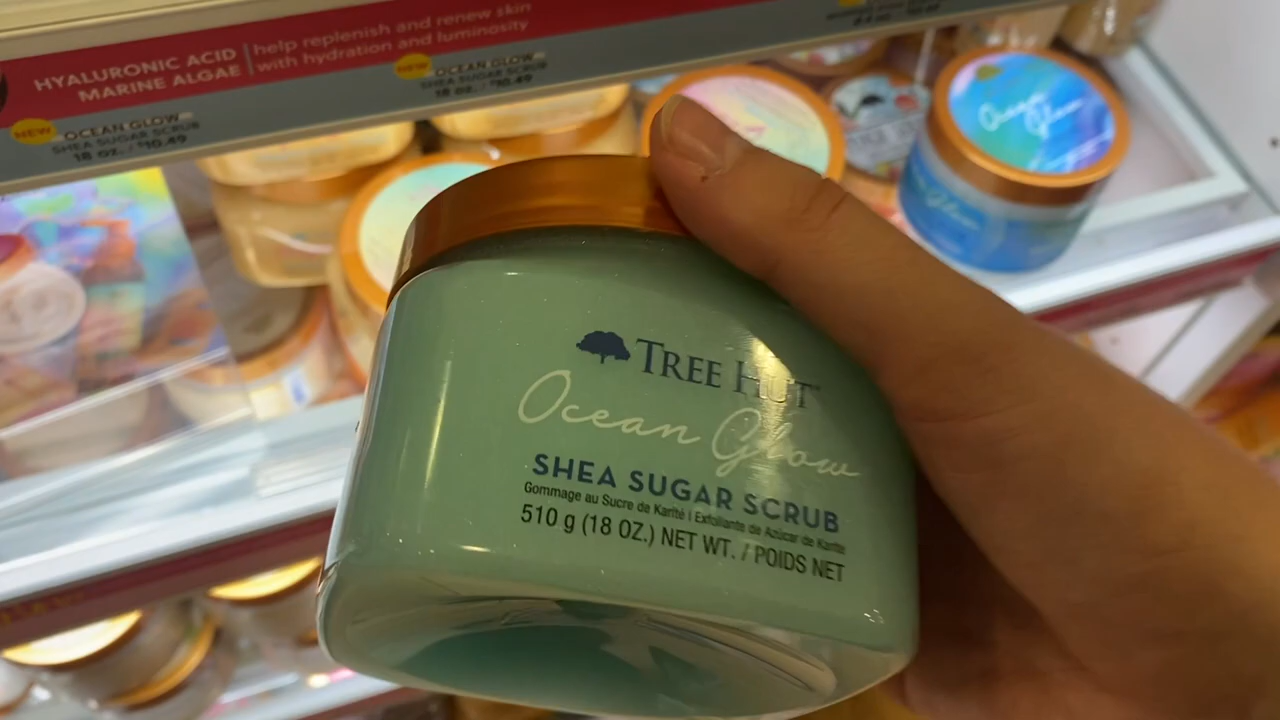 HYALURONIC ACID
MARINE ALGAE
help replenish and renew skin
with hydration and luminosity
NEW
OCEAN GLOW
SHEA SUGAR SCRUB
18 OZ. / $10.49
NEW
OCEAN GLOW
SHEA SUGAR SCRUB
18 OZ. / $10.49
Ocean
Glow
TREE HUT
Ocean Glow
SHEA SUGAR SCRUB
Gommage au Sucre de Karité | Exfoliante de Azúcar de Karité
510 g (18 OZ.) NET WT. / POIDS NET